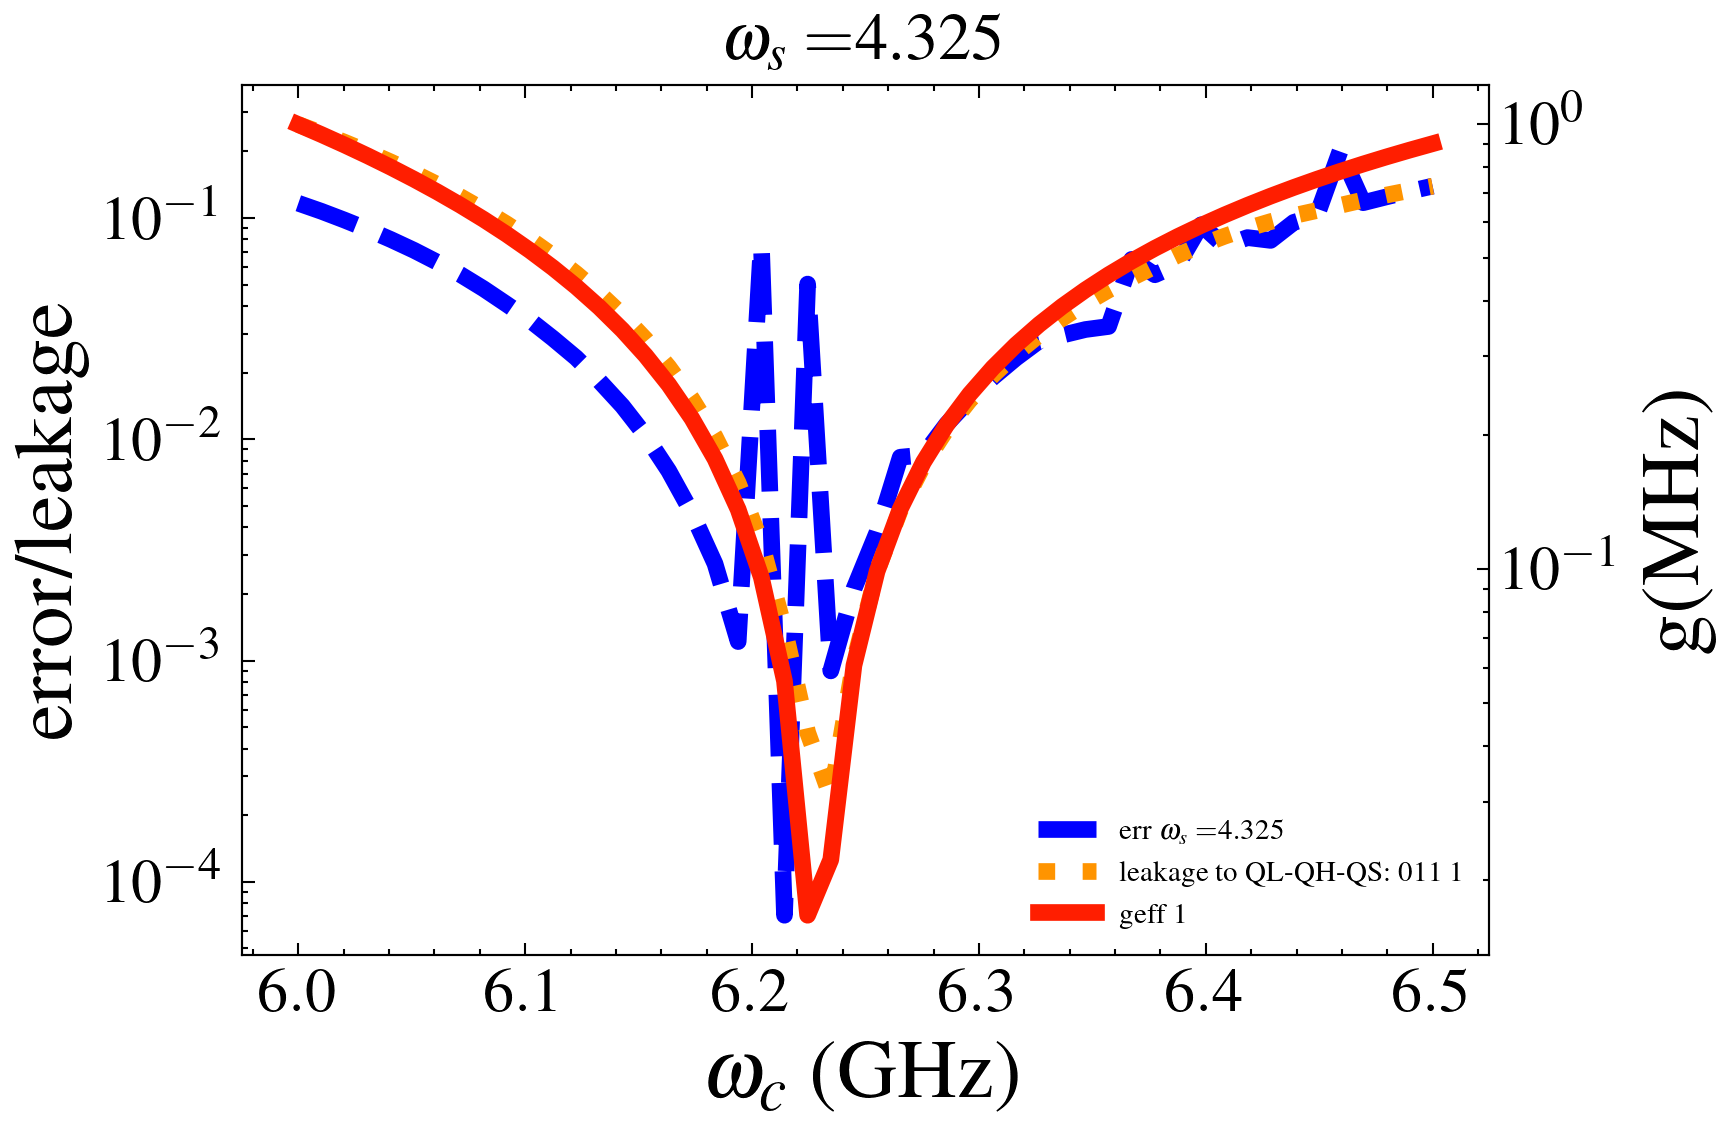 ωs =4.325
error/leakage
10⁻¹
10⁻²
10⁻³
10⁻⁴
10⁰
10⁻¹
g(MHz)
err ωs =4.325
leakage to QL-QH-QS: 011 1
geff 1
6.0 6.1 6.2 6.3 6.4 6.5
ωc (GHz)